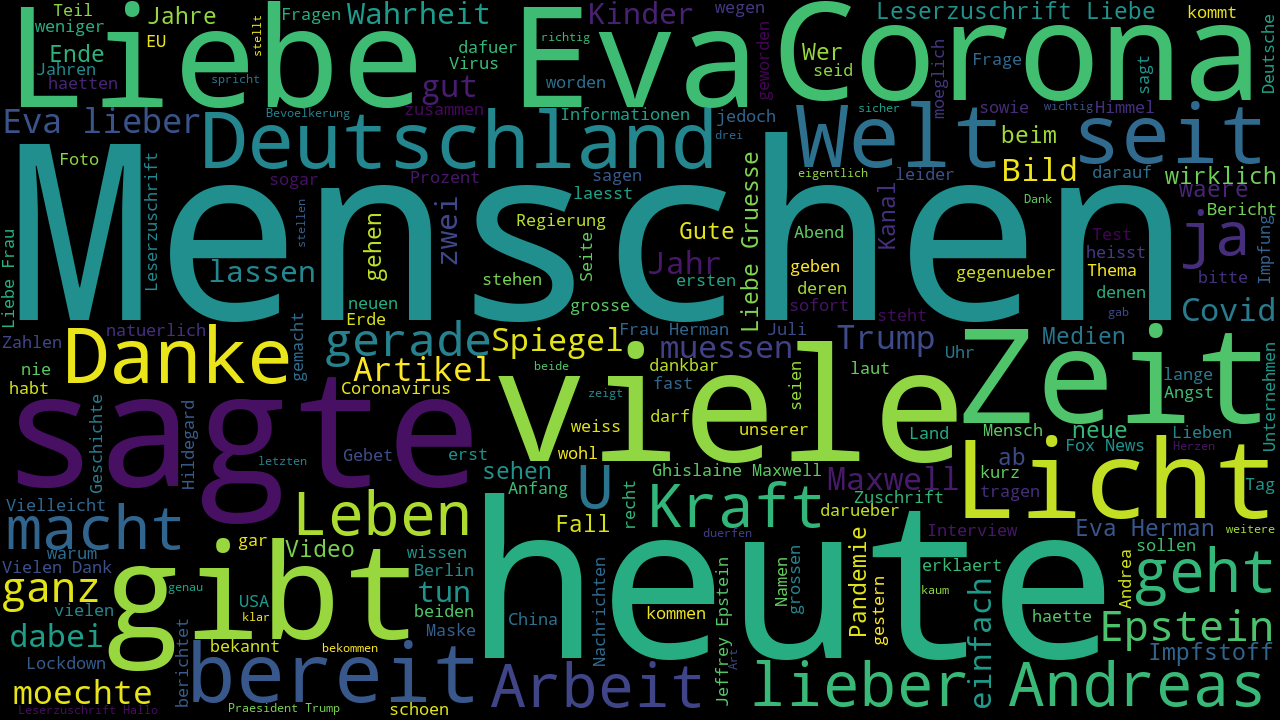 Liebe Eva Corona
Teil Jahre Fragen Wahrheit Kinder wegen Leserzuschrift Liebe kommt
weniger EU stellt richtig Deutsche
Ende dafuer Wer Frage sagt
Jahren Virus seid
haetten spricht gut worden geworden moeglich
Eva lieber Bevoelkerung zusammen Informationen jedoch sicher sowie wichtig Himmel
Deutschland drei Welt beim seit
Foto Menschen
Leserzuschrift sogar Prozent sagen eigentlich leider Bild darauf wirklich
laesst Dank waere
stellen gehen zwei Regierung Seite Gute Liebe Gruesse Abend Kanal Test Bericht
Liebe Frau lassen stehen Jahr geben gegenueber heisst Thema ja Impfung
ersten deren bitte
neuen grosse sofort denen
Erde steht gab Covid
Zahlen natuerlich gemacht gerade Spiegel Frau Herman Juli Trump Medien
Danke Artikel muessen Uhr
nie beide dankbar laut lange Unternehmen
habt Coronavirus zeigt fast seien Angst
sagte viele Zeit
Geschichte Hildegard weiss darf unserer Land Mensch neue Lieben
wohl Fox News Herzen
letzten Gebet erst sehen Ghislaine Maxwell ab
Anfang U recht Maxwell kurz Tag
Vielleicht Leben Kraft Zuschrift tragen Licht
macht Fall darueber Interview Eva Herman weitere
warum gar Video wissen duerfen Pandemie sollen
Vielen Dank Berlin Nachrichten Namen grossen verklaert Andrea
ganz gibt genau tun heute kaum geht
vielen USA beiden China kommen gestern haette
dabei klar Maske Jeffrey Epstein einfach Epstein
bekannt bekommen Art Impfstoff
Lockdown berichtet bereit Arbeit lieber Andreas
moechte
Leserzuschrift Hallo Praesident Trump schoen